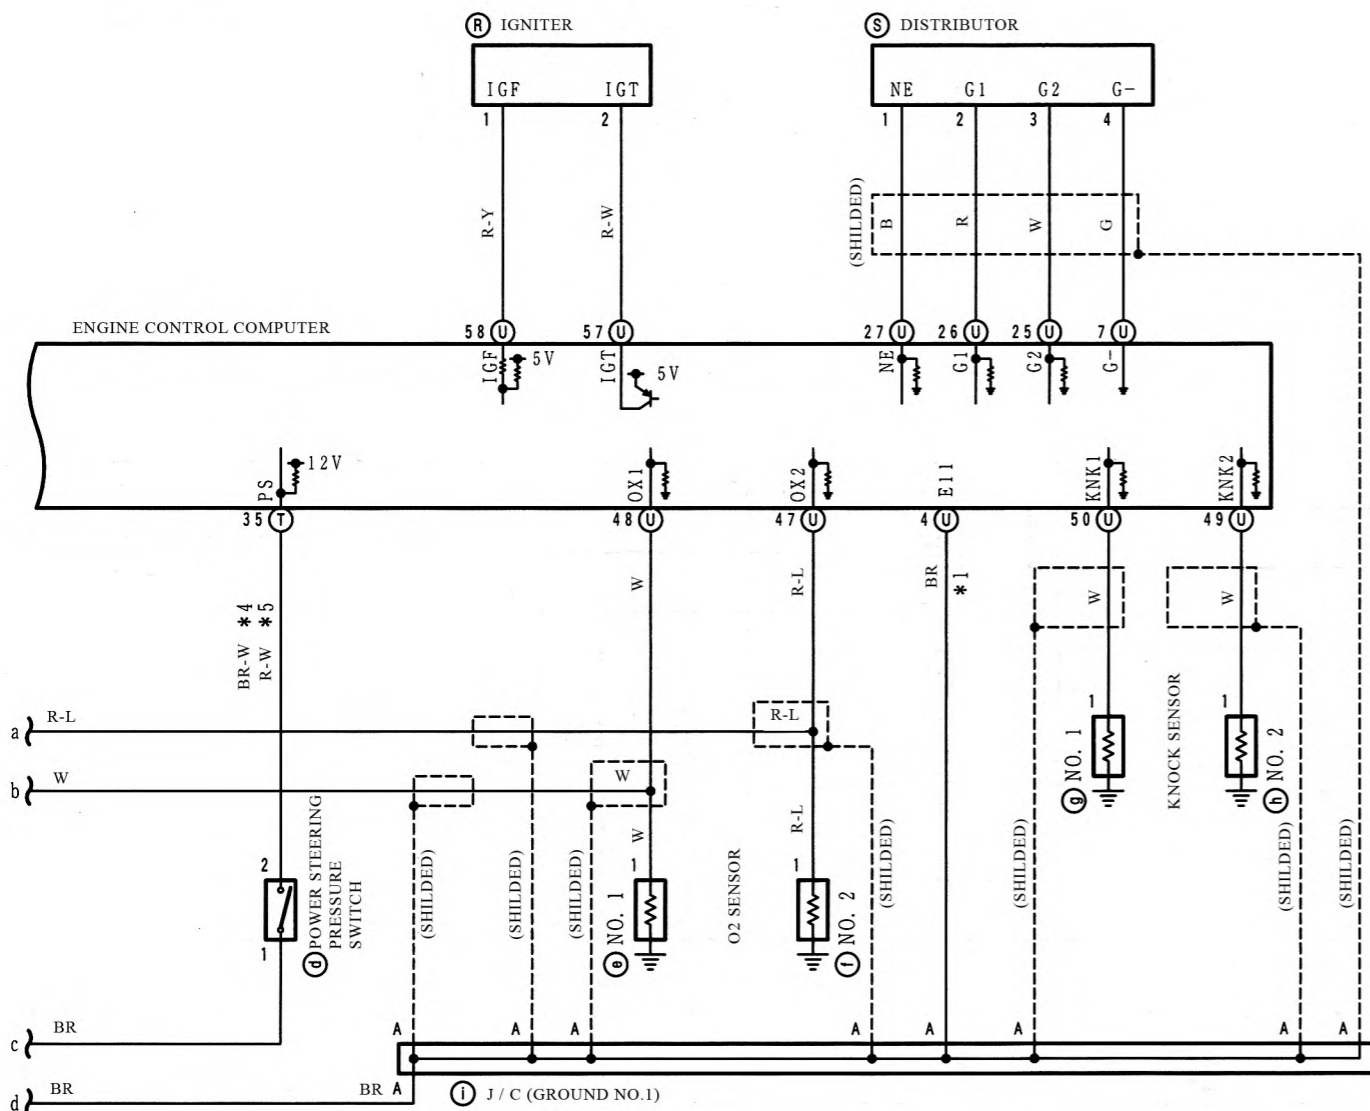 R IGNITER
S DISTRIBUTOR
IGF IGT
NE G1 G2 G-
1 2
1 2 3 4
(SHILDED)
R-Y
R-W
B
R
W
G
ENGINE CONTROL COMPUTER
58 U
57 U
27 U
26 U
25 U
7 U
IGF
5V
IGT
5V
NE
G1
G2
G-
PS
12V
OX1
OX2
E11
KNK1
KNK2
35 T
48 U
47 U
4 U
50 U
49 U
BR-W *4
R-W *5
W
R-L
BR
*1
W
W
a
R-L
R-L
b
W
W
W
R-L
1
1
KNOCK SENSOR
g NO. 1
h NO. 2
2
1
d POWER STEERING
PRESSURE
SWITCH
(SHILDED)
(SHILDED)
(SHILDED)
1
e NO. 1
O2 SENSOR
1
f NO. 2
(SHILDED)
(SHILDED)
(SHILDED)
(SHILDED)
c
BR
A A A A A A A A
d
BR
BR A
i J / C (GROUND NO.1)